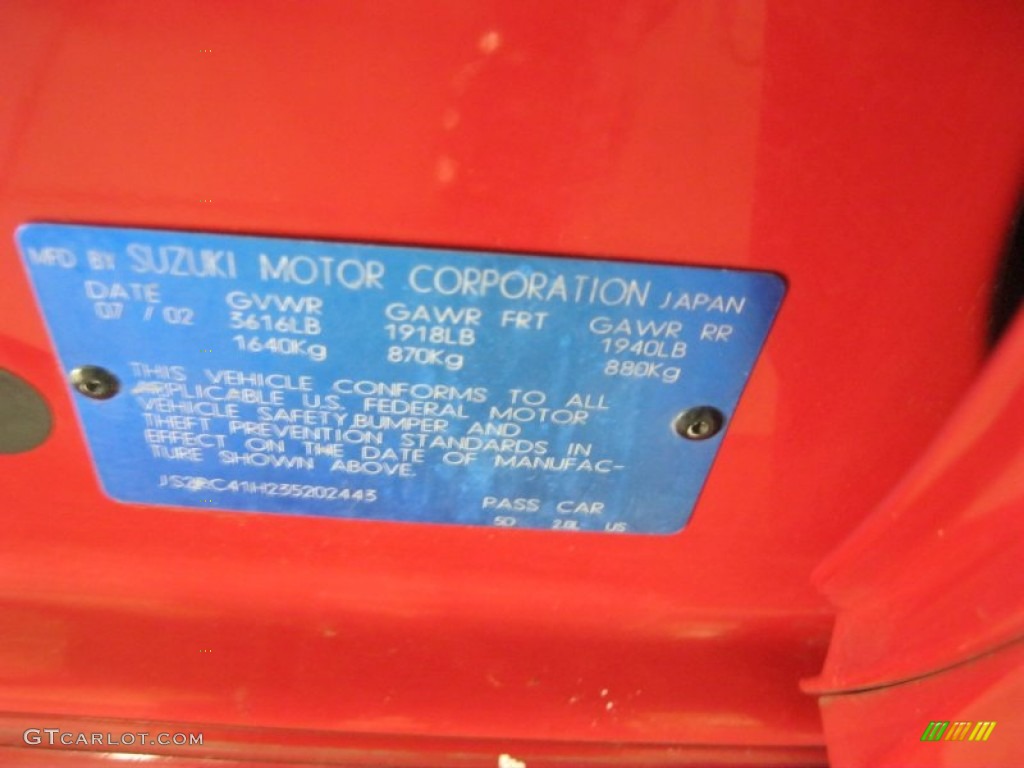 MFD BY SUZUKI MOTOR CORPORATION JAPAN
DATE GVWR GAWR FRT GAWR RR
07 / 02 3616LB 1918LB 1940LB
1640Kg 870Kg 880Kg
THIS VEHICLE CONFORMS TO ALL
APPLICABLE U.S. FEDERAL MOTOR
VEHICLE SAFETY,BUMPER AND
THEFT PREVENTION STANDARDS IN
EFFECT ON THE DATE OF MANUFAC-
TURE SHOWN ABOVE.
PASS CAR
5D 2.0L US
GTCARLOT.COM